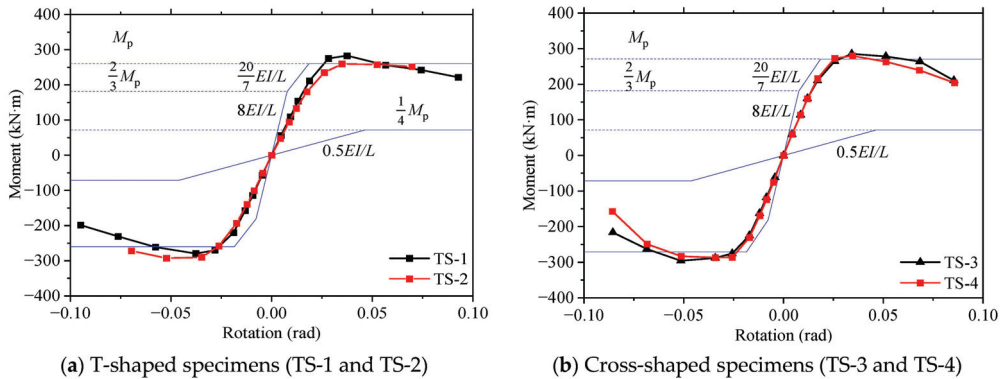 400
300
200
100
0
−100
−200
−300
−400
Moment (kN·m)
M_p
2/3 M_p
20/7 EI/L
8EI/L
1/4 M_p
0.5EI/L
TS-1
TS-2
−0.10
−0.05
0.00
0.05
0.10
Rotation (rad)
(a) T-shaped specimens (TS-1 and TS-2)
400
300
200
100
0
−100
−200
−300
−400
Moment (kN·m)
M_p
2/3 M_p
20/7 EI/L
8EI/L
1/4 M_p
0.5EI/L
TS-3
TS-4
−0.10
−0.05
0.00
0.05
0.10
Rotation (rad)
(b) Cross-shaped specimens (TS-3 and TS-4)